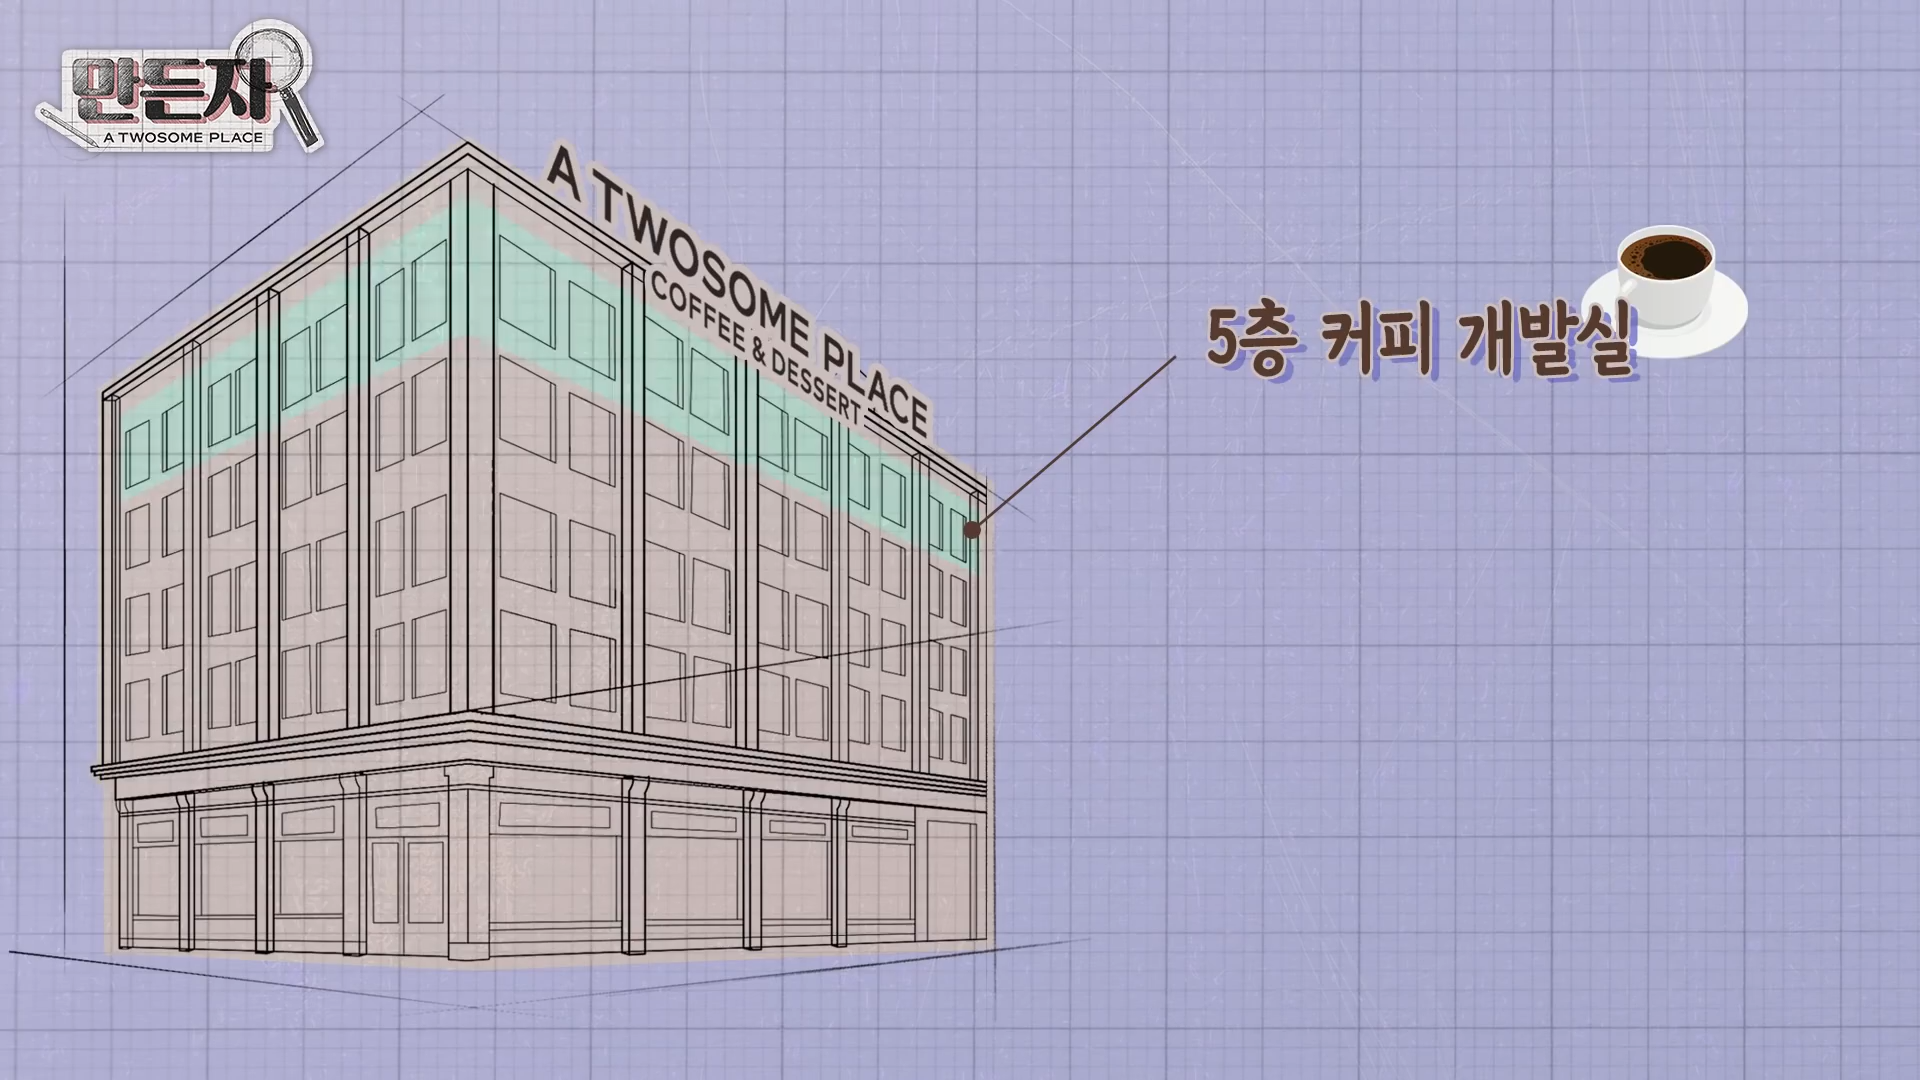 만든자
A TWOSOME PLACE
A TWOSOME PLACE
COFFEE & DESSERT
5층 커피 개발실